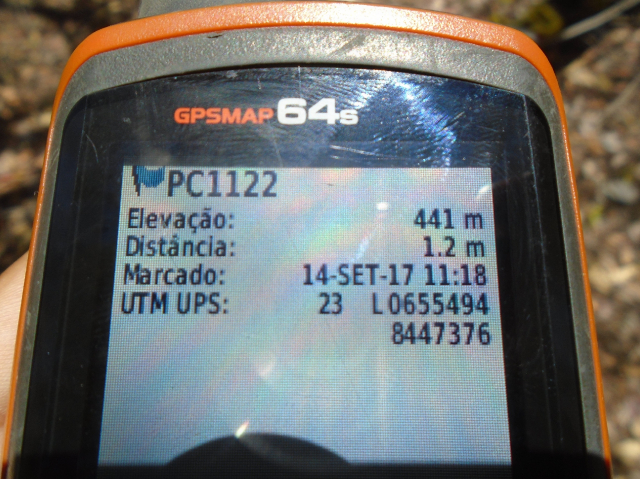 GPSMAP 64s
PC1122
Elevação: 441 m
Distância: 1.2 m
Marcado: 14-SET-17 11:18
UTM UPS: 23 L 0655494
8447376